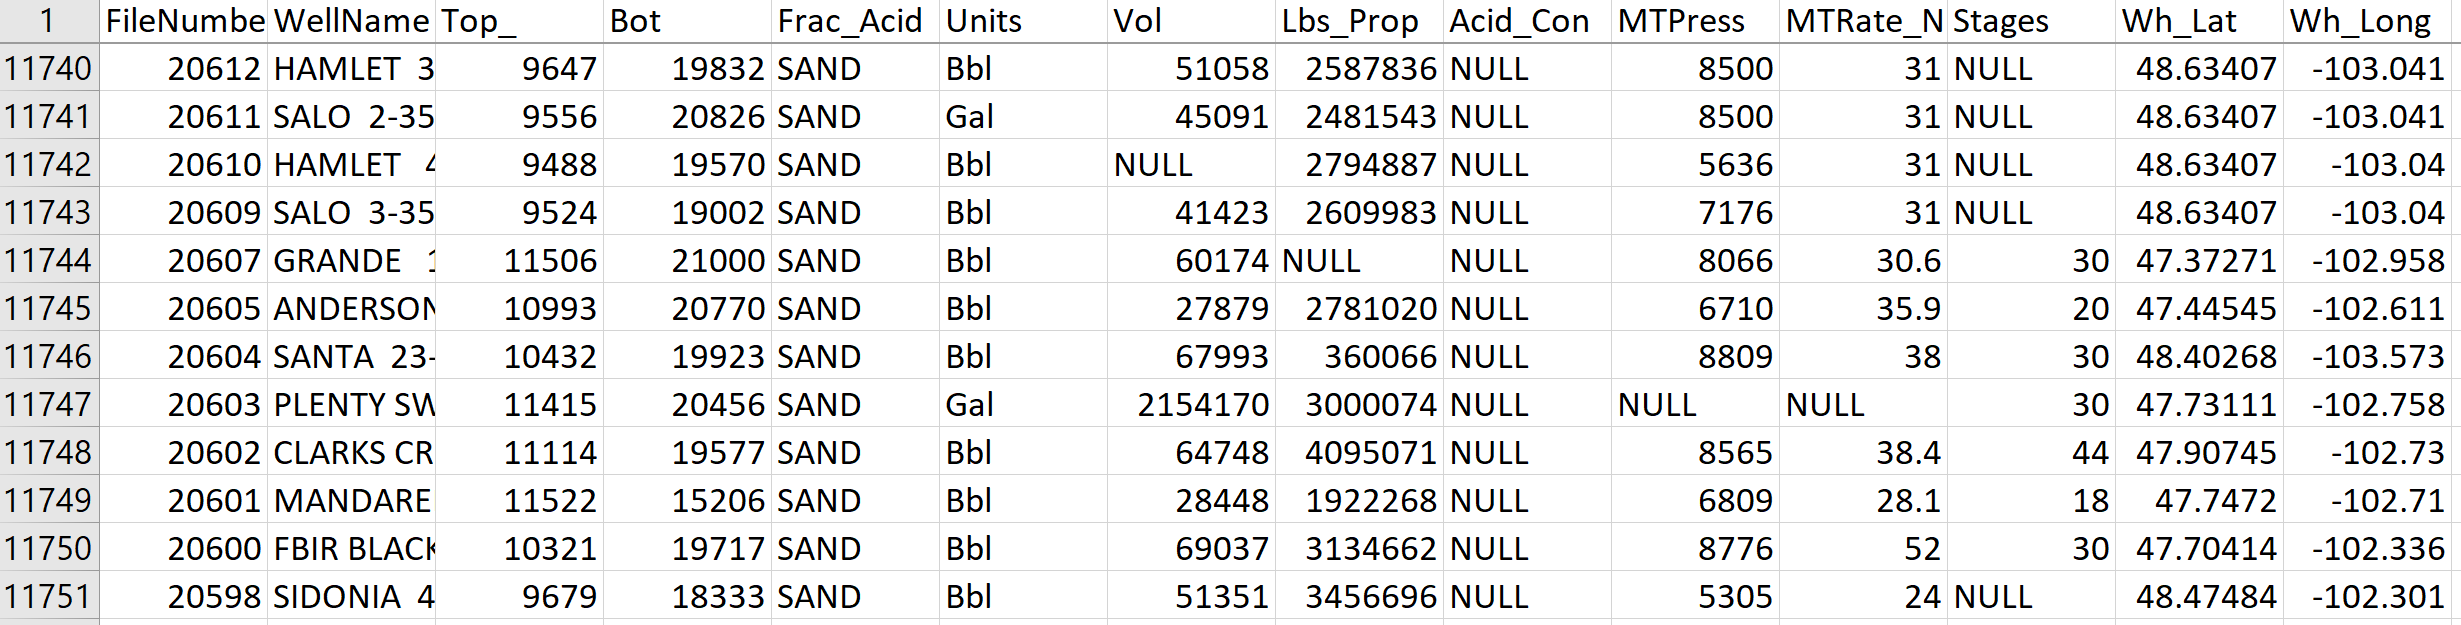 1 FileNumbe WellName Top_ Bot Frac_Acid Units Vol Lbs_Prop Acid_Con MTPress MTRate_N Stages Wh_Lat Wh_Long
11740 20612 HAMLET 3 9647 19832 SAND Bbl 51058 2587836 NULL 8500 31 NULL 48.63407 -103.041
11741 20611 SALO 2-35 9556 20826 SAND Gal 45091 2481543 NULL 8500 31 NULL 48.63407 -103.041
11742 20610 HAMLET 4 9488 19570 SAND Bbl NULL 2794887 NULL 5636 31 NULL 48.63407 -103.04
11743 20609 SALO 3-35 9524 19002 SAND Bbl 41423 2609983 NULL 7176 31 NULL 48.63407 -103.04
11744 20607 GRANDE 1 11506 21000 SAND Bbl 60174 NULL NULL 8066 30.6 30 47.37271 -102.958
11745 20605 ANDERSON 10993 20770 SAND Bbl 27879 2781020 NULL 6710 35.9 20 47.44545 -102.611
11746 20604 SANTA 23- 10432 19923 SAND Bbl 67993 360066 NULL 8809 38 30 48.40268 -103.573
11747 20603 PLENTY SW 11415 20456 SAND Gal 2154170 3000074 NULL NULL NULL 30 47.73111 -102.758
11748 20602 CLARKS CR 11114 19577 SAND Bbl 64748 4095071 NULL 8565 38.4 44 47.90745 -102.73
11749 20601 MANDARE 11522 15206 SAND Bbl 28448 1922268 NULL 6809 28.1 18 47.7472 -102.71
11750 20600 FBIR BLACK 10321 19717 SAND Bbl 69037 3134662 NULL 8776 52 30 47.70414 -102.336
11751 20598 SIDONIA 4 9679 18333 SAND Bbl 51351 3456696 NULL 5305 24 NULL 48.47484 -102.301